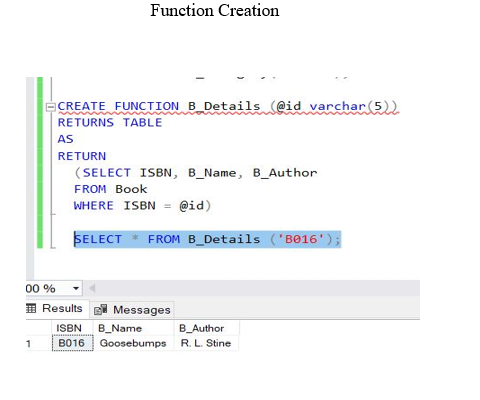 Function Creation
CREATE FUNCTION B_Details (@id varchar(5))
RETURNS TABLE
AS
RETURN
(SELECT ISBN, B_Name, B_Author
FROM Book
WHERE ISBN = @id)
SELECT * FROM B_Details ('B016');
00 %
Results Messages
ISBN B_Name B_Author
1 B016 Goosebumps R. L. Stine